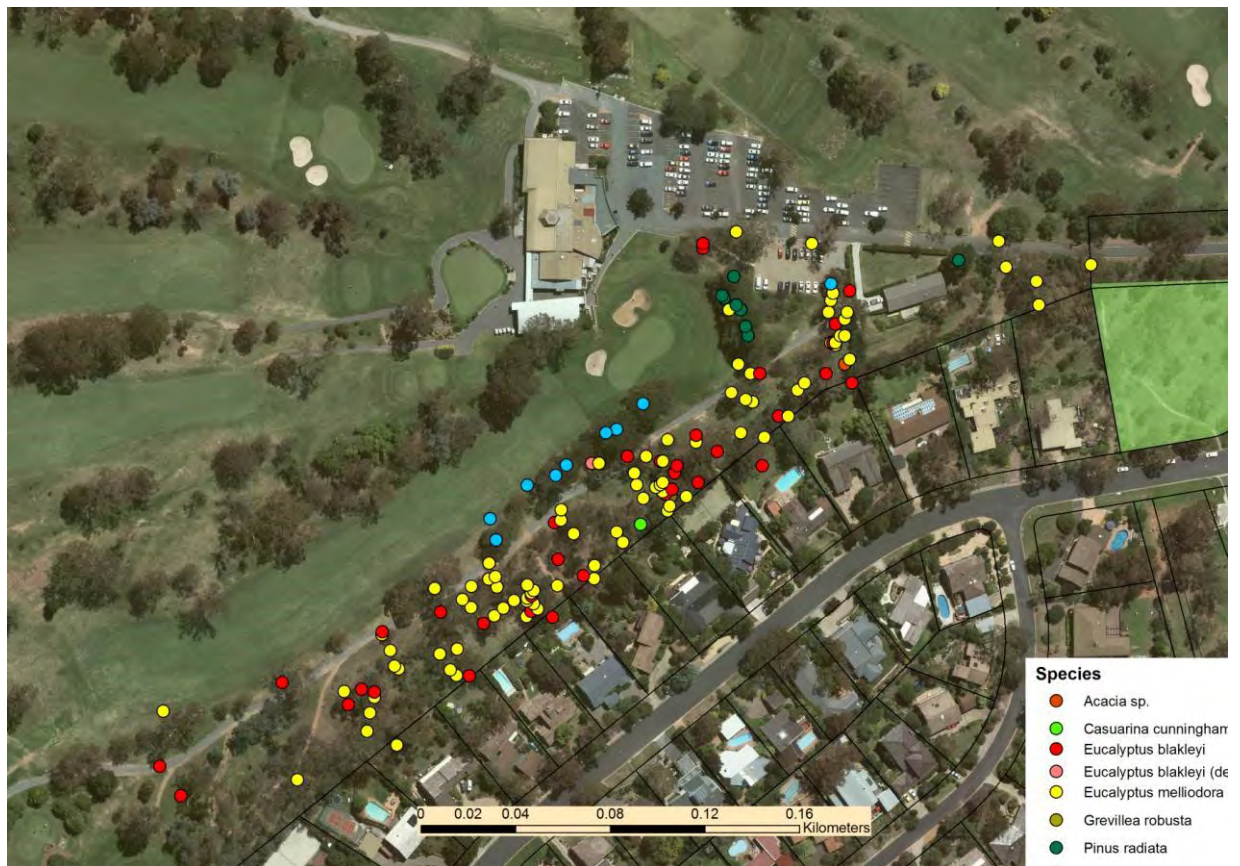 Species
Acacia sp.
Casuarina cunningham
Eucalyptus blakleyi
Eucalyptus blakleyi (de
Eucalyptus melliodora
Grevillea robusta
Pinus radiata
0 0.02 0.04 0.08 0.12 0.16
Kilometers